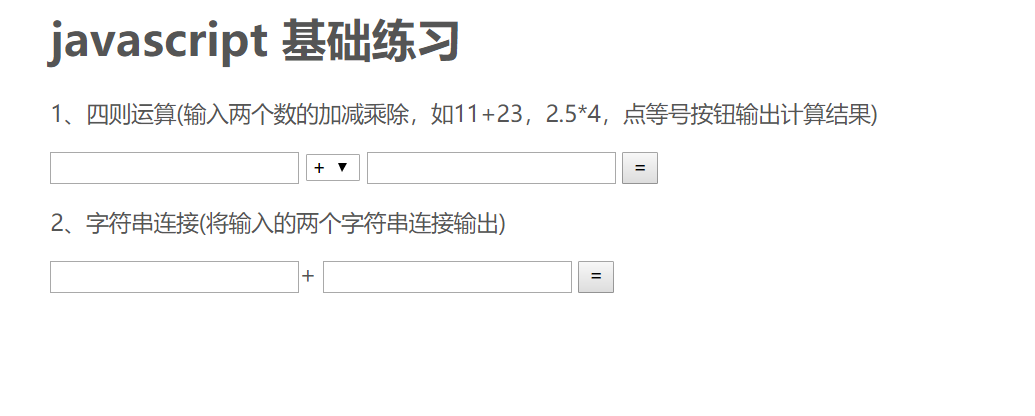 javascript 基础练习
1、四则运算(输入两个数的加减乘除，如11+23，2.5*4，点等号按钮输出计算结果)
+ ▼ =
2、字符串连接(将输入的两个字符串连接输出)
+ =